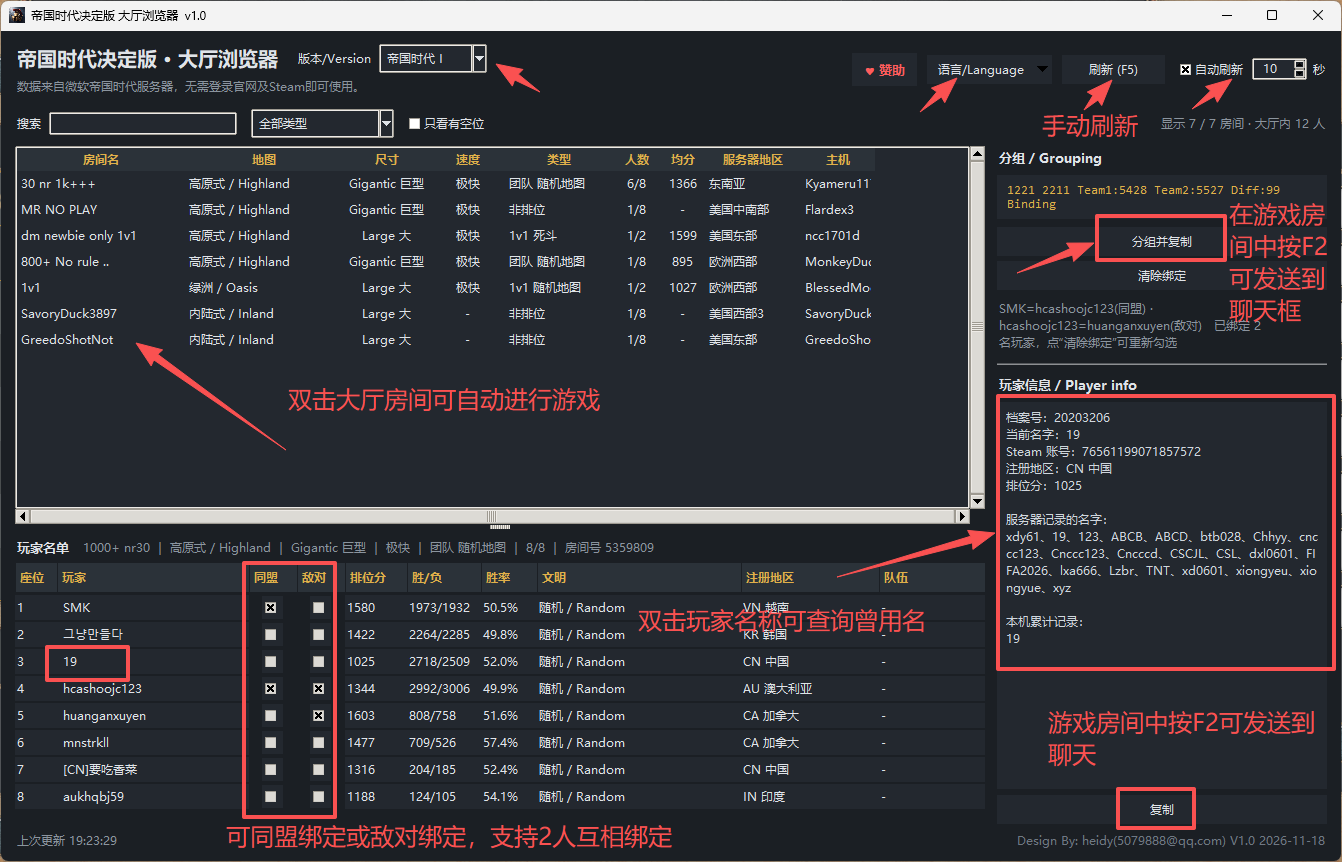 帝国时代决定版 大厅浏览器 v1.0
帝国时代决定版 · 大厅浏览器 版本/Version 帝国时代 I
♥ 赞助 语言/Language 刷新 (F5) 自动刷新 10 秒
数据来自微软帝国时代服务器，无需登录官网及Steam即可使用。
搜索 全部类型 只看有空位
手动刷新
显示 7 / 7 房间 · 大厅内 12 人
房间名 地图 尺寸 速度 类型 人数 均分 服务器地区 主机
30 nr 1k+++ 高原式 / Highland Gigantic 巨型 极快 团队 随机地图 6/8 1366 东南亚 Kyameru11
MR NO PLAY 高原式 / Highland Gigantic 巨型 极快 非排位 1/8 - 美国中南部 Flardex3
dm newbie only 1v1 高原式 / Highland Large 大 极快 1v1 死斗 1/2 1599 美国东部 ncc1701d
800+ No rule .. 高原式 / Highland Gigantic 巨型 极快 团队 随机地图 1/8 895 欧洲西部 MonkeyDuc
1v1 绿洲 / Oasis Large 大 极快 1v1 随机地图 1/2 1027 欧洲西部 BlessedMo
SavoryDuck3897 内陆式 / Inland Large 大 - 非排位 1/8 - 美国西部3 SavoryDuck
GreedoShotNot 内陆式 / Inland Large 大 - 非排位 1/8 - 美国东部 GreedoSho
双击大厅房间可自动进行游戏
分组 / Grouping
1221 2211 Team1:5428 Team2:5527 Diff:99
Binding
分组并复制
清除绑定
在游戏房
间中按F2
可发送到
聊天框
SMK=hcashoojc123(同盟) ·
hcashoojc123=huanganxuyen(敌对) 已绑定 2
名玩家，点“清除绑定”可重新勾选
玩家信息 / Player info
档案号：20203206
当前名字：19
Steam 账号：76561199071857572
注册地区：CN 中国
排位分：1025
服务器记录的名字：
xdy61、19、123、ABCB、ABCD、btb028、Chhyy、cnc
cc123、Cnccc123、Cncccd、CSCJL、CSL、dxl0601、FI
FA2026、lxa666、Lzbr、TNT、xd0601、xiongyeu、xio
ngyue、xyz
本机累计记录：
19
玩家名单 1000+ nr30 | 高原式 / Highland | Gigantic 巨型 | 极快 | 团队 随机地图 | 8/8 | 房间号 5359809
座位 玩家 同盟 敌对 排位分 胜/负 胜率 文明 注册地区 队伍
1 SMK 1580 1973/1932 50.5% 随机 / Random VN 越南 -
2 그냥만들다 1422 2264/2285 49.8% 随机 / Random KR 韩国 -
3 19 1025 2718/2509 52.0% 随机 / Random CN 中国 -
4 hcashoojc123 1344 2992/3006 49.9% 随机 / Random AU 澳大利亚 -
5 huanganxuyen 1603 808/758 51.6% 随机 / Random CA 加拿大 -
6 mnstrkll 1477 709/526 57.4% 随机 / Random CA 加拿大 -
7 [CN]要吃香菜 1316 204/185 52.4% 随机 / Random CN 中国 -
8 aukhqbj59 1188 124/105 54.1% 随机 / Random IN 印度 -
双击玩家名称可查询曾用名
游戏房间中按F2可发送到
聊天
复制
可同盟绑定或敌对绑定，支持2人互相绑定
上次更新 19:23:29
Design By: heidy(5079888@qq.com) V1.0 2026-11-18